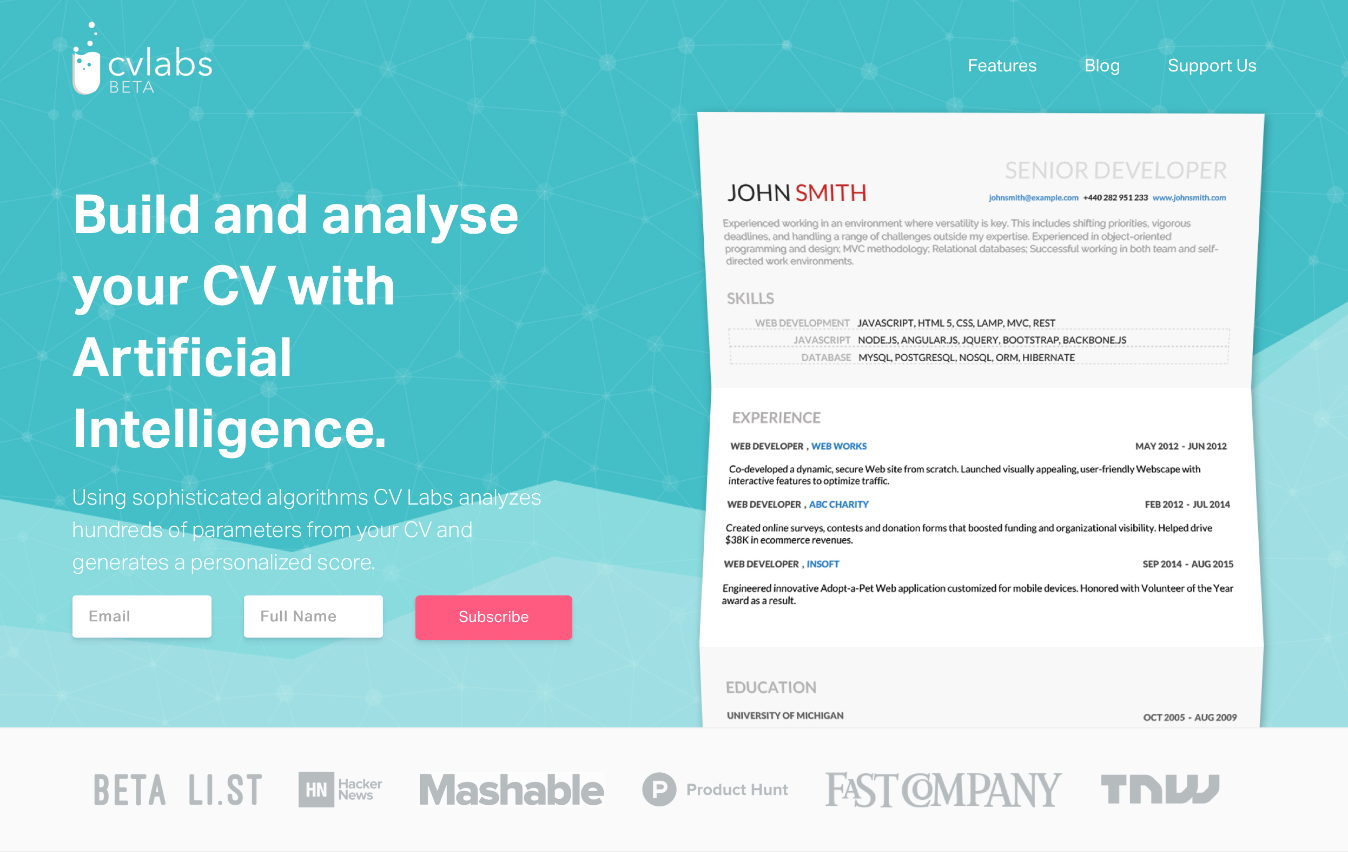 cvlabs
BETA
Features Blog Support Us
Build and analyse
your CV with
Artificial
Intelligence.
Using sophisticated algorithms CV Labs analyzes
hundreds of parameters from your CV and
generates a personalized score.
Email Full Name Subscribe
SENIOR DEVELOPER
JOHN SMITH
johnsmith@example.com +440 282 951 233 www.johnsmith.com
Experienced working in an environment where versatility is key. This includes shifting priorities, vigorous
deadlines, and handling a range of challenges outside my expertise. Experienced in object-oriented
programming and design; MVC methodology; Relational databases; Successful working in both team and self-
directed work environments.
SKILLS
WEB DEVELOPMENT JAVASCRIPT, HTML 5, CSS, LAMP, MVC, REST
JAVASCRIPT NODE.JS, ANGULAR.JS, JQUERY, BOOTSTRAP, BACKBONE.JS
DATABASE MYSQL, POSTGRESQL, NOSQL, ORM, HIBERNATE
EXPERIENCE
WEB DEVELOPER , WEB WORKS MAY 2012 - JUN 2012
Co-developed a dynamic, secure Web site from scratch. Launched visually appealing, user-friendly Webscape with
interactive features to optimize traffic.
WEB DEVELOPER , ABC CHARITY FEB 2012 - JUL 2014
Created online surveys, contests and donation forms that boosted funding and organizational visibility. Helped drive
$38K in ecommerce revenues.
WEB DEVELOPER , INSOFT SEP 2014 - AUG 2015
Engineered innovative Adopt-a-Pet Web application customized for mobile devices. Honored with Volunteer of the Year
award as a result.
EDUCATION
UNIVERSITY OF MICHIGAN OCT 2005 - AUG 2009
BETA LI.ST
HN Hacker
News
Mashable
P Product Hunt
FAST COMPANY
TNW